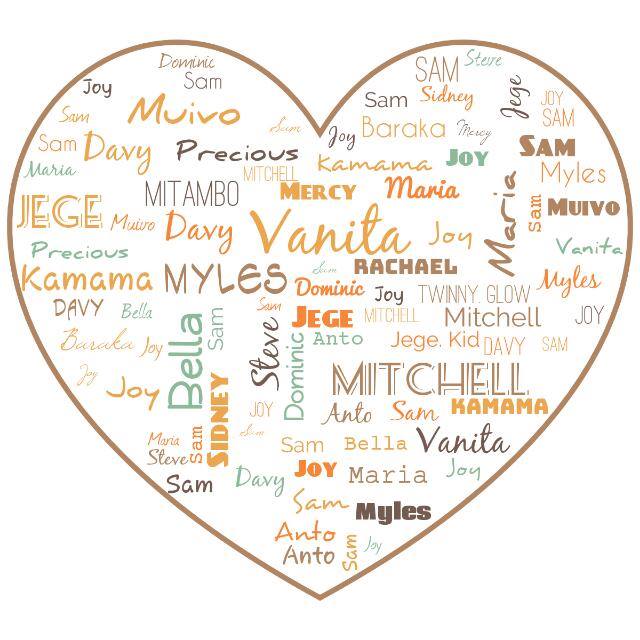 Dominic
Steve
SAM
Joy
Sam
Jege
Sam
Sidney
JOY
Muivo
SAM
Sam
Sam
Joy
Baraka
Mercy
Sam
Davy
Precious
SAM
Kamama
JOY
Maria
MITCHELL
Myles
MITAMBO
MERCY
Maria
Maria
JEGE
Muivo
Davy
Vanita
Joy
Sam
MUIVO
Precious
Vanita
Kamama
MYLES
Sam
RACHAEL
Dominic
Joy
TWINNY. GLOW
Myles
DAVY
Bella
Bella
Sam
Sam
Steve
JEGE
MITCHELL
Mitchell
JOY
Baraka
Joy
Dominic
Anto
Jege. Kid
DAVY
SAM
Joy
Joy
MITCHELL
SIDNEY
JOY
Anto
Sam
KAMAMA
Maria
Sam
Sam
Sam
Bella
Vanita
Steve
Sam
Davy
JOY
Maria
Joy
Sam
Myles
Anto
Anto
Sam
Joy